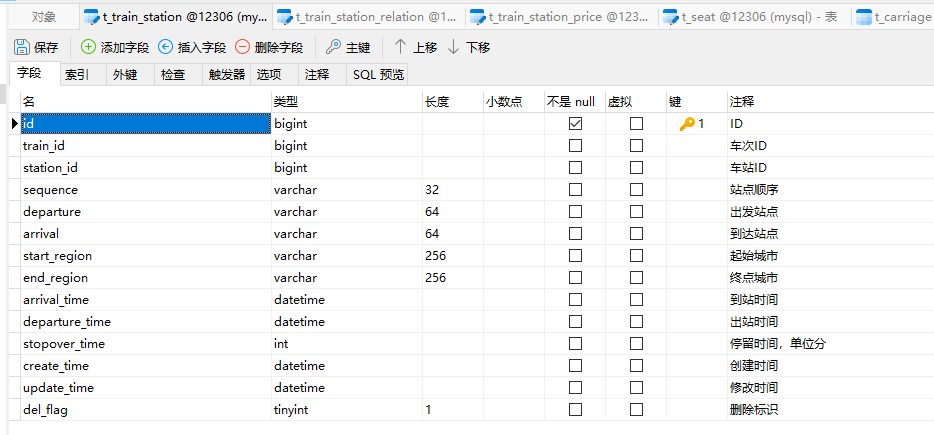 对象 t_train_station @12306 (my... t_train_station_relation @1... t_train_station_price @123... t_seat @12306 (mysql) - 表 t_carriage
保存 添加字段 插入字段 删除字段 主键 上移 下移
字段 索引 外键 检查 触发器 选项 注释 SQL 预览
名 类型 长度 小数点 不是 null 虚拟 键 注释
id bigint 1 ID
train_id bigint 车次ID
station_id bigint 车站ID
sequence varchar 32 站点顺序
departure varchar 64 出发站点
arrival varchar 64 到达站点
start_region varchar 256 起始城市
end_region varchar 256 终点城市
arrival_time datetime 到站时间
departure_time datetime 出站时间
stopover_time int 停留时间，单位分
create_time datetime 创建时间
update_time datetime 修改时间
del_flag tinyint 1 删除标识